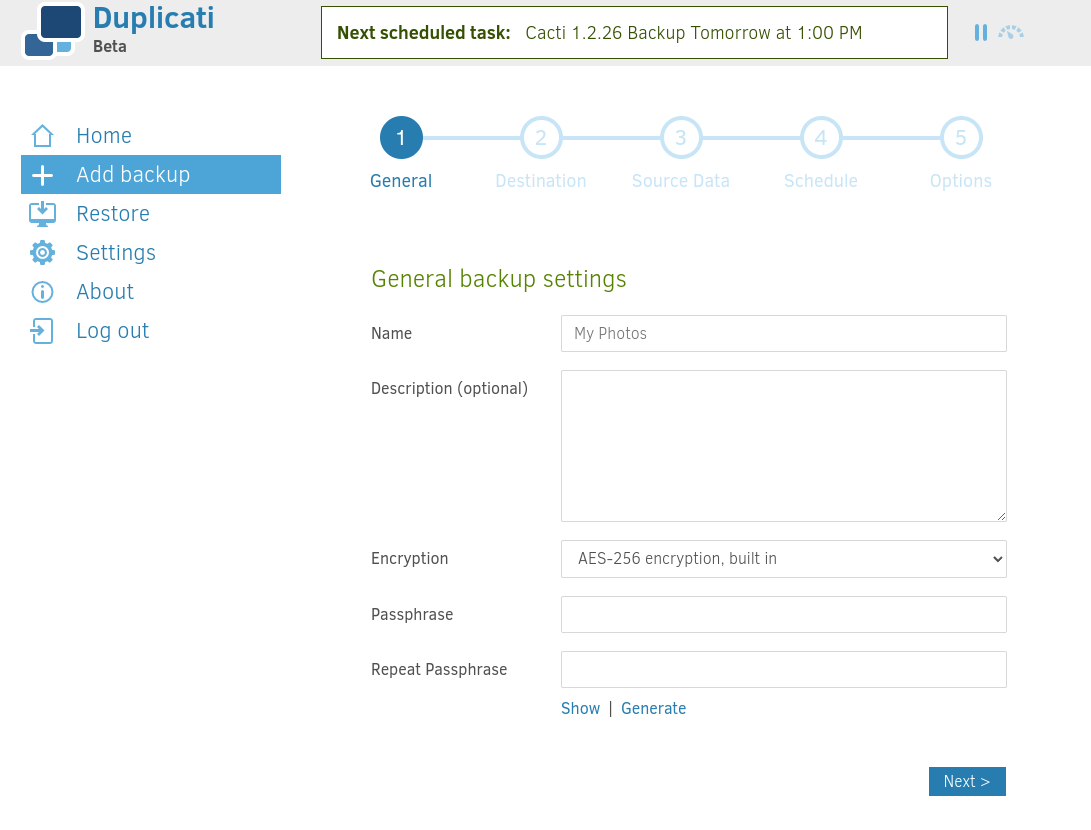 Duplicati
Beta
Next scheduled task: Cacti 1.2.26 Backup Tomorrow at 1:00 PM
Home
Add backup
Restore
Settings
About
Log out
1 2 3 4 5
General Destination Source Data Schedule Options
General backup settings
Name My Photos
Description (optional)
Encryption AES-256 encryption, built in
Passphrase
Repeat Passphrase
Show | Generate
Next >